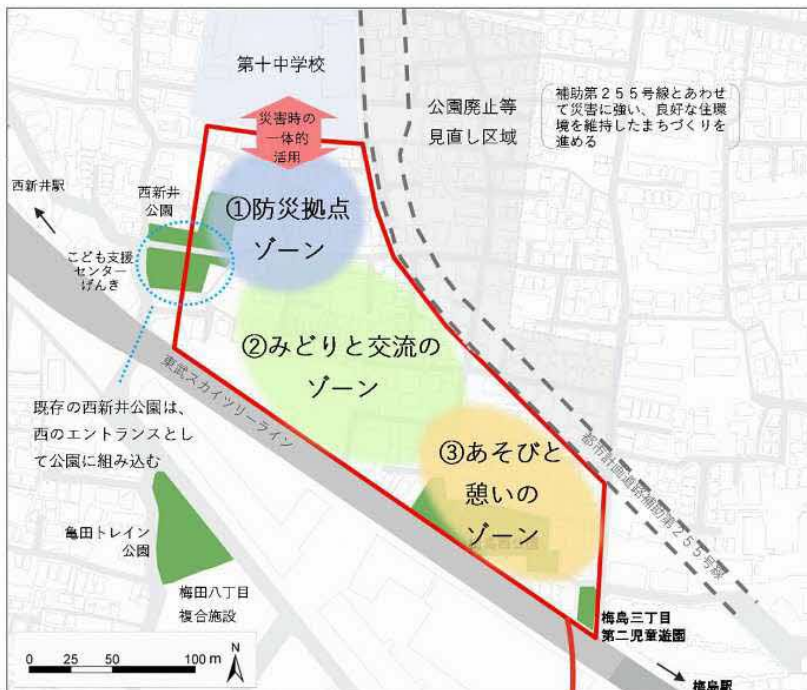 第十中学校
災害時の
一体的
活用
公園廃止等
見直し区域
補助第２５５号線とあわせ
て災害に強い、良好な住環
境を維持したまちづくりを
進める
西新井駅
西新井
公園
①防災拠点
ゾーン
こども支援
センター
げんき
②みどりと交流の
ゾーン
東武スカイツリーライン
既存の西新井公園は、
西のエントランスとし
て公園に組み込む
③あそびと
憩いの
ゾーン
都市計画道路補助第２５５号線
亀田トレイン
公園
梅田八丁目
複合施設
梅島三丁目
第二児童遊園
梅島駅
0 25 50 100 m
N